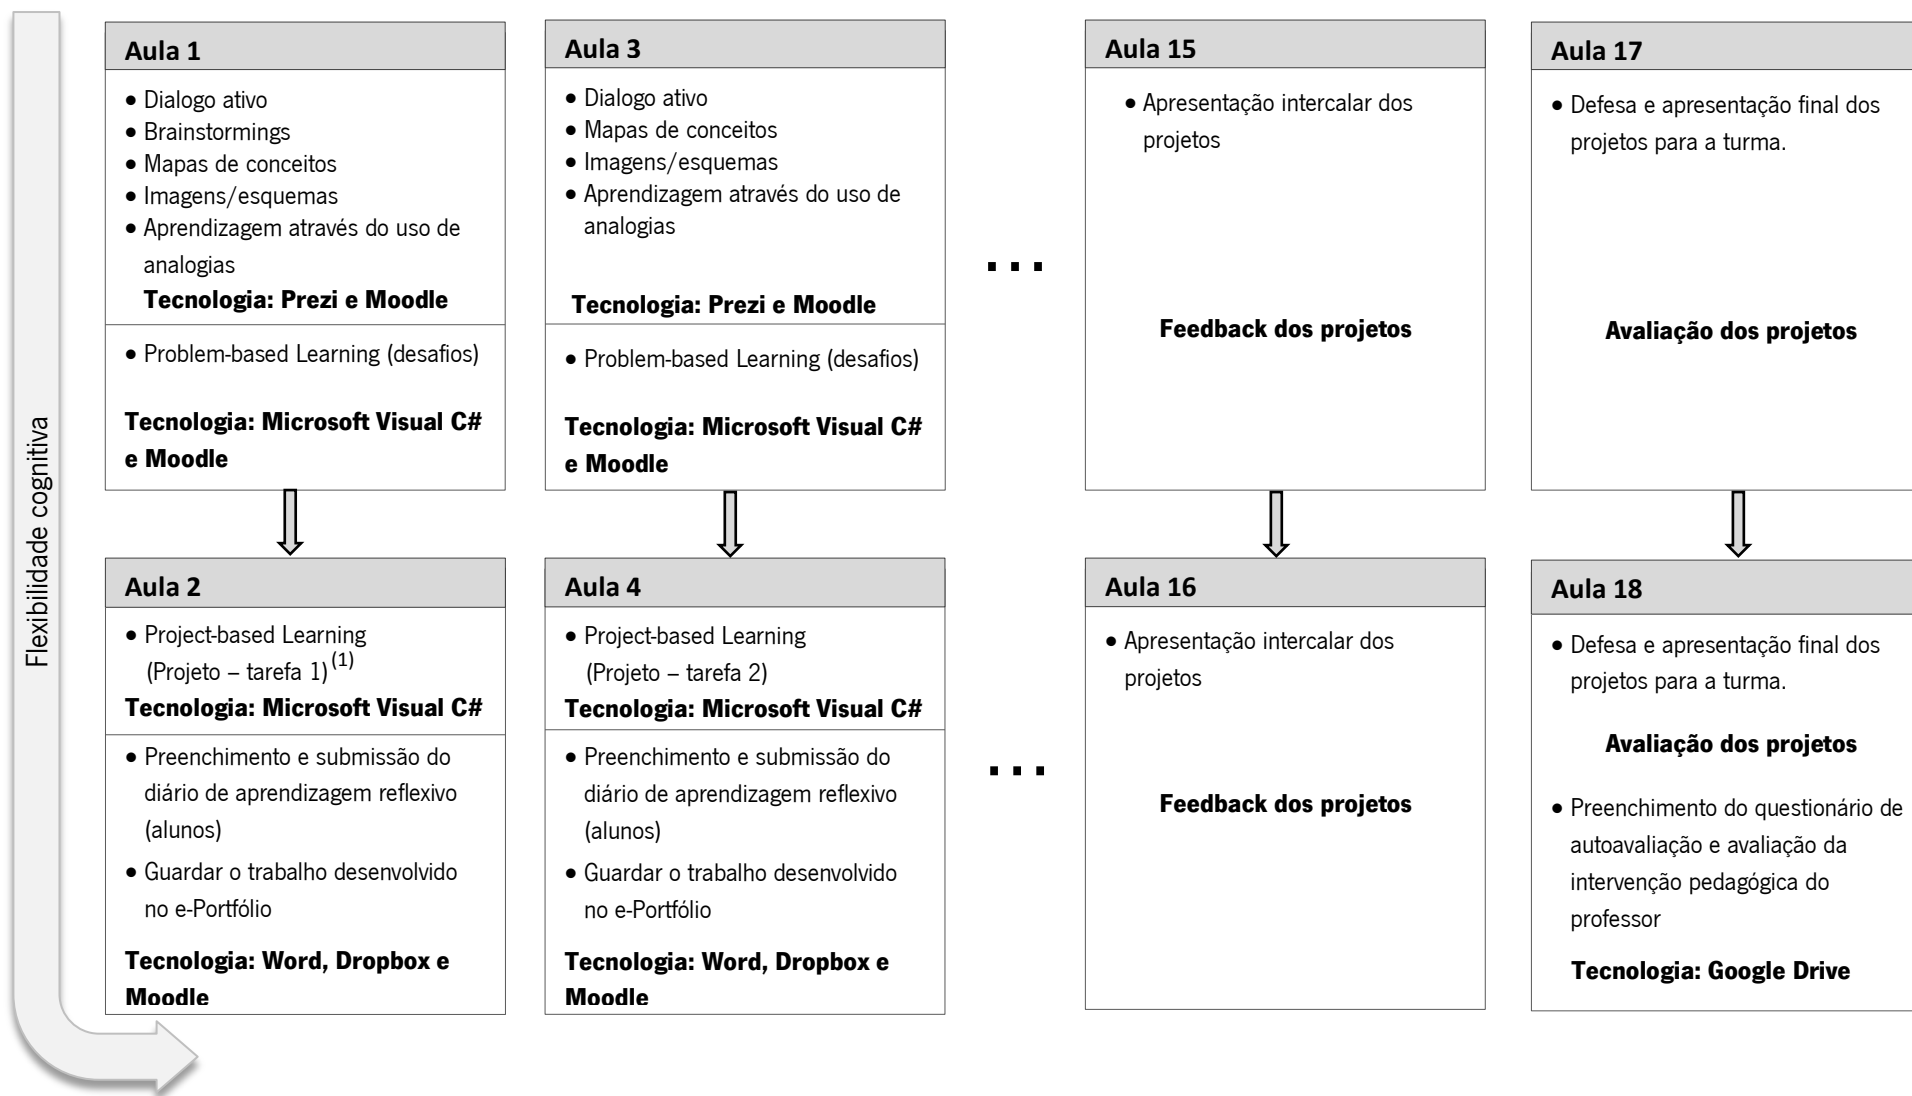 Flexibilidade cognitiva
Aula 1
• Dialogo ativo
• Brainstormings
• Mapas de conceitos
• Imagens/esquemas
• Aprendizagem através do uso de
analogias
Tecnologia: Prezi e Moodle
• Problem-based Learning (desafios)
Tecnologia: Microsoft Visual C#
e Moodle
Aula 3
• Dialogo ativo
• Mapas de conceitos
• Imagens/esquemas
• Aprendizagem através do uso de
analogias
Tecnologia: Prezi e Moodle
• Problem-based Learning (desafios)
Tecnologia: Microsoft Visual C#
e Moodle
...
Aula 15
• Apresentação intercalar dos
projetos
Feedback dos projetos
Aula 17
• Defesa e apresentação final dos
projetos para a turma.
Avaliação dos projetos
Aula 2
• Project-based Learning
(Projeto – tarefa 1)(1)
Tecnologia: Microsoft Visual C#
• Preenchimento e submissão do
diário de aprendizagem reflexivo
(alunos)
• Guardar o trabalho desenvolvido
no e-Portfólio
Tecnologia: Word, Dropbox e
Moodle
Aula 4
• Project-based Learning
(Projeto – tarefa 2)
Tecnologia: Microsoft Visual C#
• Preenchimento e submissão do
diário de aprendizagem reflexivo
(alunos)
• Guardar o trabalho desenvolvido
no e-Portfólio
Tecnologia: Word, Dropbox e
Moodle
...
Aula 16
• Apresentação intercalar dos
projetos
Feedback dos projetos
Aula 18
• Defesa e apresentação final dos
projetos para a turma.
Avaliação dos projetos
• Preenchimento do questionário de
autoavaliação e avaliação da
intervenção pedagógica do
professor
Tecnologia: Google Drive